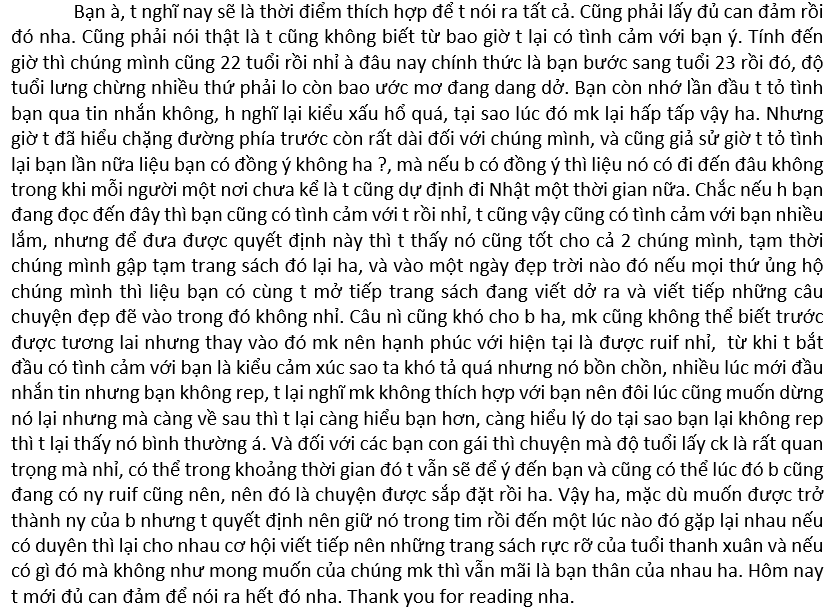 Bạn à, t nghĩ nay sẽ là thời điểm thích hợp để t nói ra tất cả. Cũng phải lấy đủ can đảm rồi
đó nha. Cũng phải nói thật là t cũng không biết từ bao giờ t lại có tình cảm với bạn ý. Tính đến
giờ thì chúng mình cũng 22 tuổi rồi nhỉ à đâu nay chính thức là bạn bước sang tuổi 23 rồi đó, độ
tuổi lưng chừng nhiều thứ phải lo còn bao ước mơ đang dang dở. Bạn còn nhớ lần đầu t tỏ tình
bạn qua tin nhắn không, h nghĩ lại kiểu xấu hổ quá, tại sao lúc đó mk lại hấp tấp vậy ha. Nhưng
giờ t đã hiểu chặng đường phía trước còn rất dài đối với chúng mình, và cũng giả sử giờ t tỏ tình
lại bạn lần nữa liệu bạn có đồng ý không ha ?, mà nếu b có đồng ý thì liệu nó có đi đến đâu không
trong khi mỗi người một nơi chưa kể là t cũng dự định đi Nhật một thời gian nữa. Chắc nếu h bạn
đang đọc đến đây thì bạn cũng có tình cảm với t rồi nhỉ, t cũng vậy cũng có tình cảm với bạn nhiều
lắm, nhưng để đưa được quyết định này thì t thấy nó cũng tốt cho cả 2 chúng mình, tạm thời
chúng mình gập tạm trang sách đó lại ha, và vào một ngày đẹp trời nào đó nếu mọi thứ ủng hộ
chúng mình thì liệu bạn có cùng t mở tiếp trang sách đang viết dở ra và viết tiếp những câu
chuyện đẹp đẽ vào trong đó không nhỉ. Câu nì cũng khó cho b ha, mk cũng không thể biết trước
được tương lai nhưng thay vào đó mk nên hạnh phúc với hiện tại là được ruif nhỉ, từ khi t bắt
đầu có tình cảm với bạn là kiểu cảm xúc sao ta khó tả quá nhưng nó bồn chồn, nhiều lúc mới đầu
nhắn tin nhưng bạn không rep, t lại nghĩ mk không thích hợp với bạn nên đôi lúc cũng muốn dừng
nó lại nhưng mà càng về sau thì t lại càng hiểu bạn hơn, càng hiểu lý do tại sao bạn lại không rep
thì t lại thấy nó bình thường á. Và đối với các bạn con gái thì chuyện mà độ tuổi lấy ck là rất quan
trọng mà nhỉ, có thể trong khoảng thời gian đó t vẫn sẽ để ý đến bạn và cũng có thể lúc đó b cũng
đang có ny ruif cũng nên, nên đó là chuyện được sắp đặt rồi ha. Vậy ha, mặc dù muốn được trở
thành ny của b nhưng t quyết định nên giữ nó trong tim rồi đến một lúc nào đó gặp lại nhau nếu
có duyên thì lại cho nhau cơ hội viết tiếp nên những trang sách rực rỡ của tuổi thanh xuân và nếu
có gì đó mà không như mong muốn của chúng mk thì vẫn mãi là bạn thân của nhau ha. Hôm nay
t mới đủ can đảm để nói ra hết đó nha. Thank you for reading nha.